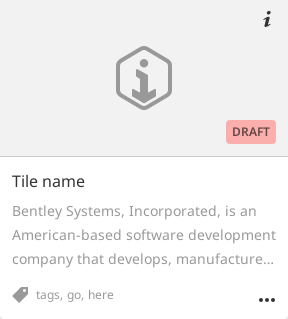 DRAFT
Tile name
Bentley Systems, Incorporated, is an
American-based software development
company that develops, manufacture...
tags, go, here